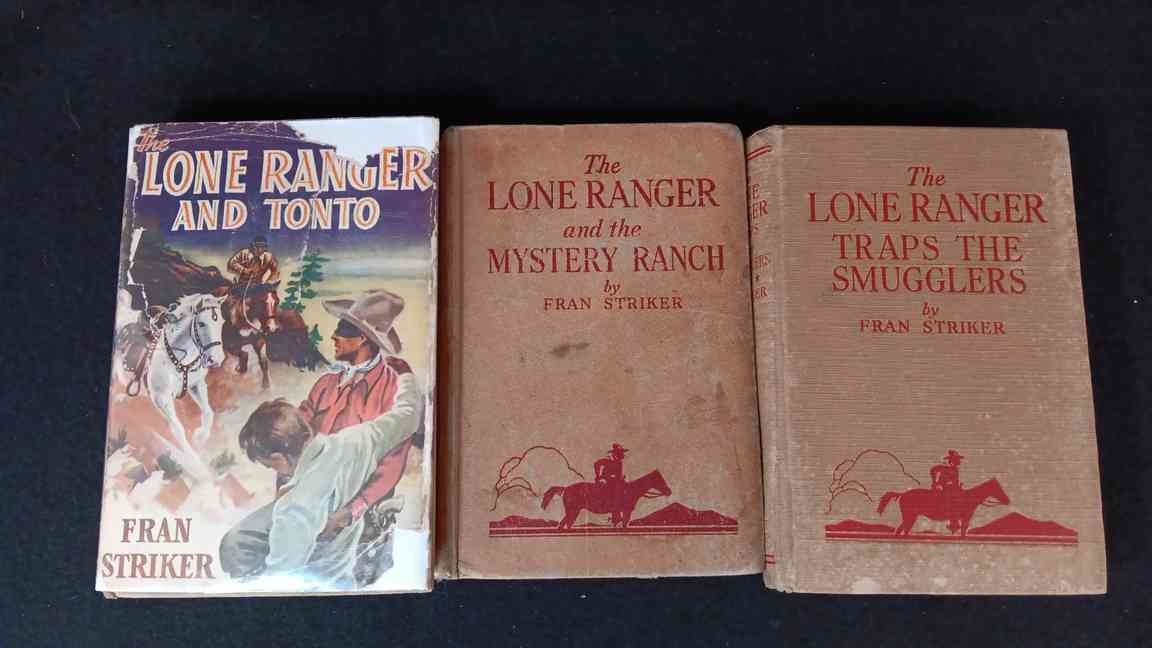 The
LONE RANGER
AND TONTO
FRAN
STRIKER
The
LONE RANGER
and the
MYSTERY RANCH
by
FRAN STRIKER
The
LONE RANGER
TRAPS THE
SMUGGLERS
by
FRAN STRIKER